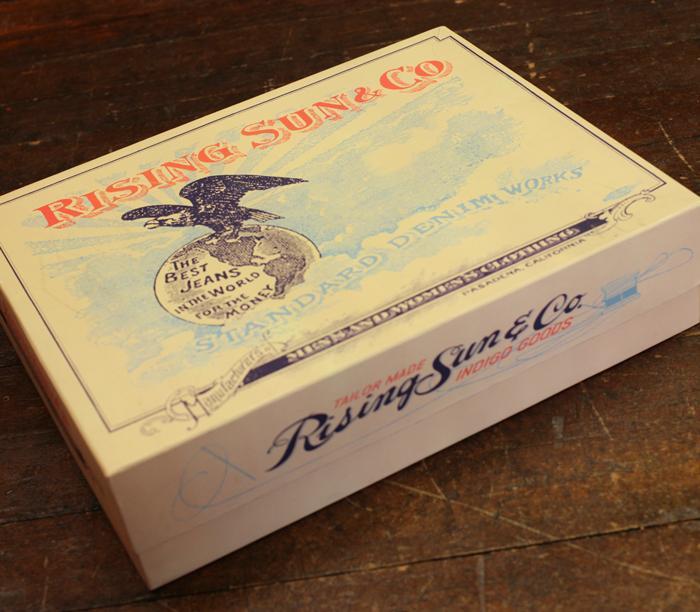 RISING SUN & CO
THE
BEST
JEANS
IN THE WORLD
FOR THE
MONEY
STANDARD DENIM WORKS
Manufacturers
MEN'S AND WOMEN'S CLOTHING
PASADENA, CALIFORNIA
TAILOR MADE
Rising Sun & Co.
INDIGO GOODS